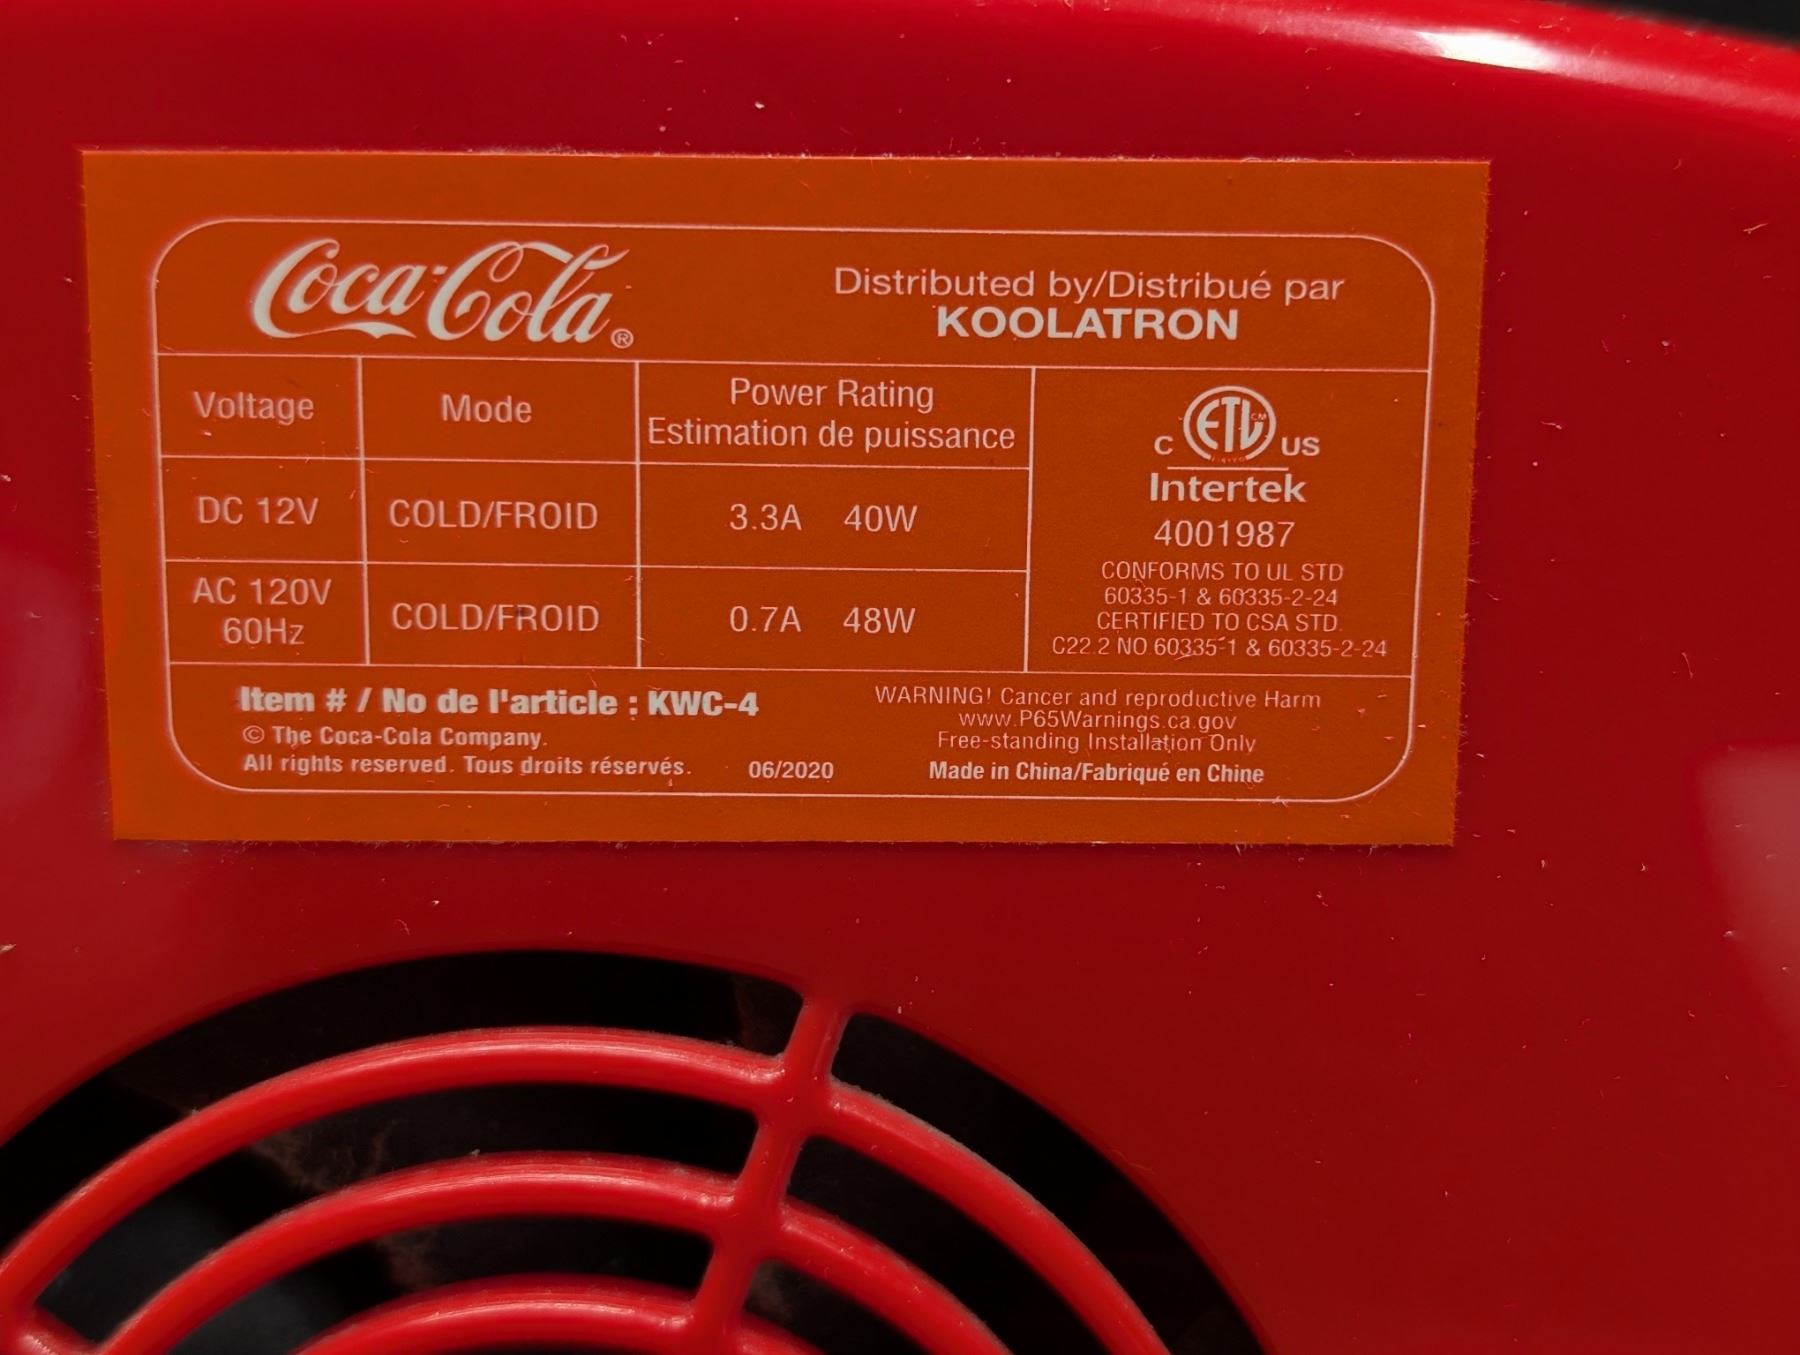 Coca-Cola®
Distributed by/Distribué par
KOOLATRON
Voltage
Mode
Power Rating
Estimation de puissance
DC 12V
COLD/FROID
3.3A 40W
AC 120V
60Hz
COLD/FROID
0.7A 48W
C ETL CM US
Intertek
4001987
CONFORMS TO UL STD
60335-1 & 60335-2-24
CERTIFIED TO CSA STD.
C22.2 NO 60335-1 & 60335-2-24
Item # / No de l'article : KWC-4
© The Coca-Cola Company.
All rights reserved. Tous droits réservés.
06/2020
WARNING! Cancer and reproductive Harm
www.P65Warnings.ca.gov
Free-standing Installation Only
Made in China/Fabriqué en Chine